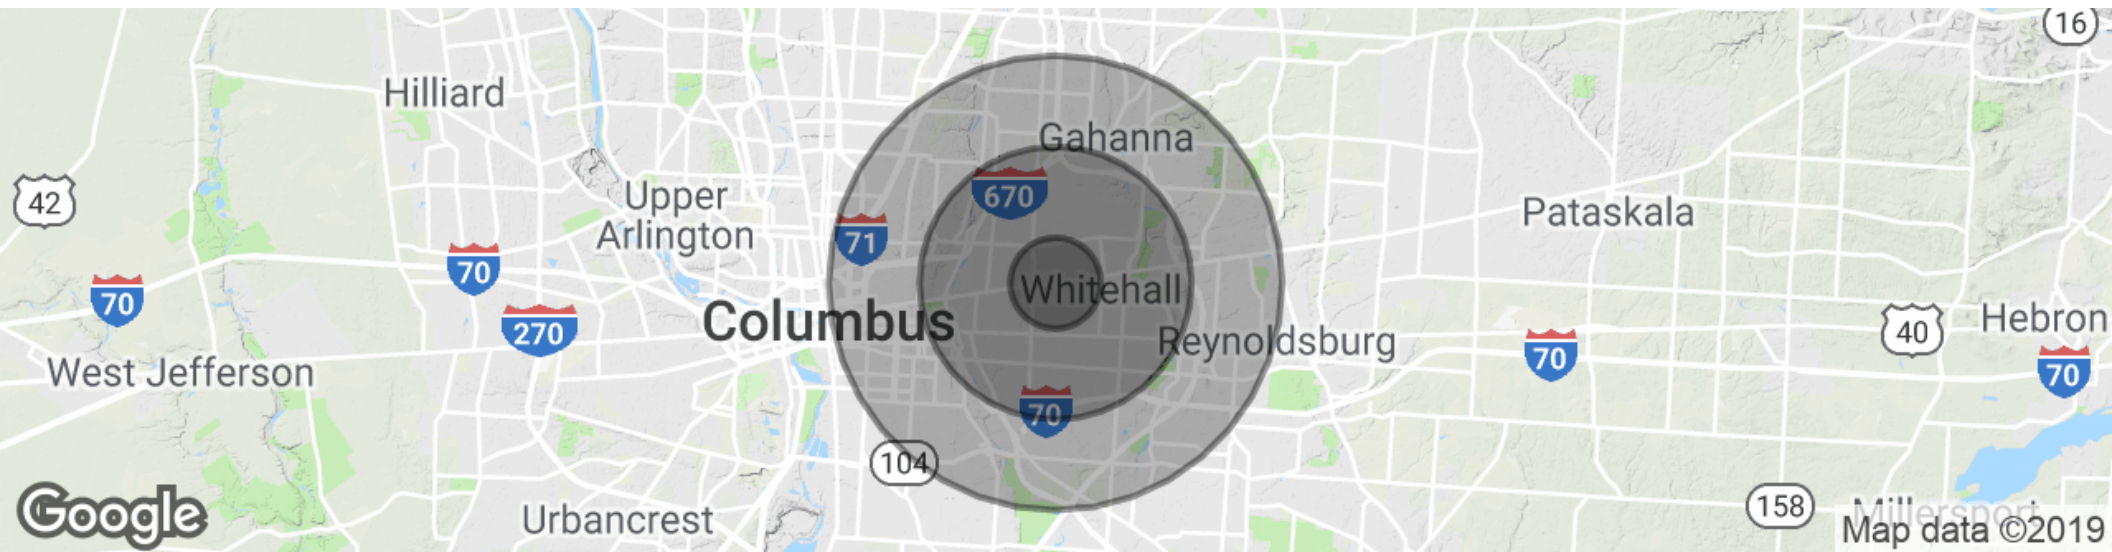 16
Hilliard
Gahanna
42
Upper
Arlington
670
71
Pataskala
70
70
270
Whitehall
Columbus
Reynoldsburg
40
Hebron
70
70
West Jefferson
70
104
158
Google
Urbancrest
Millersport
Map data ©2019